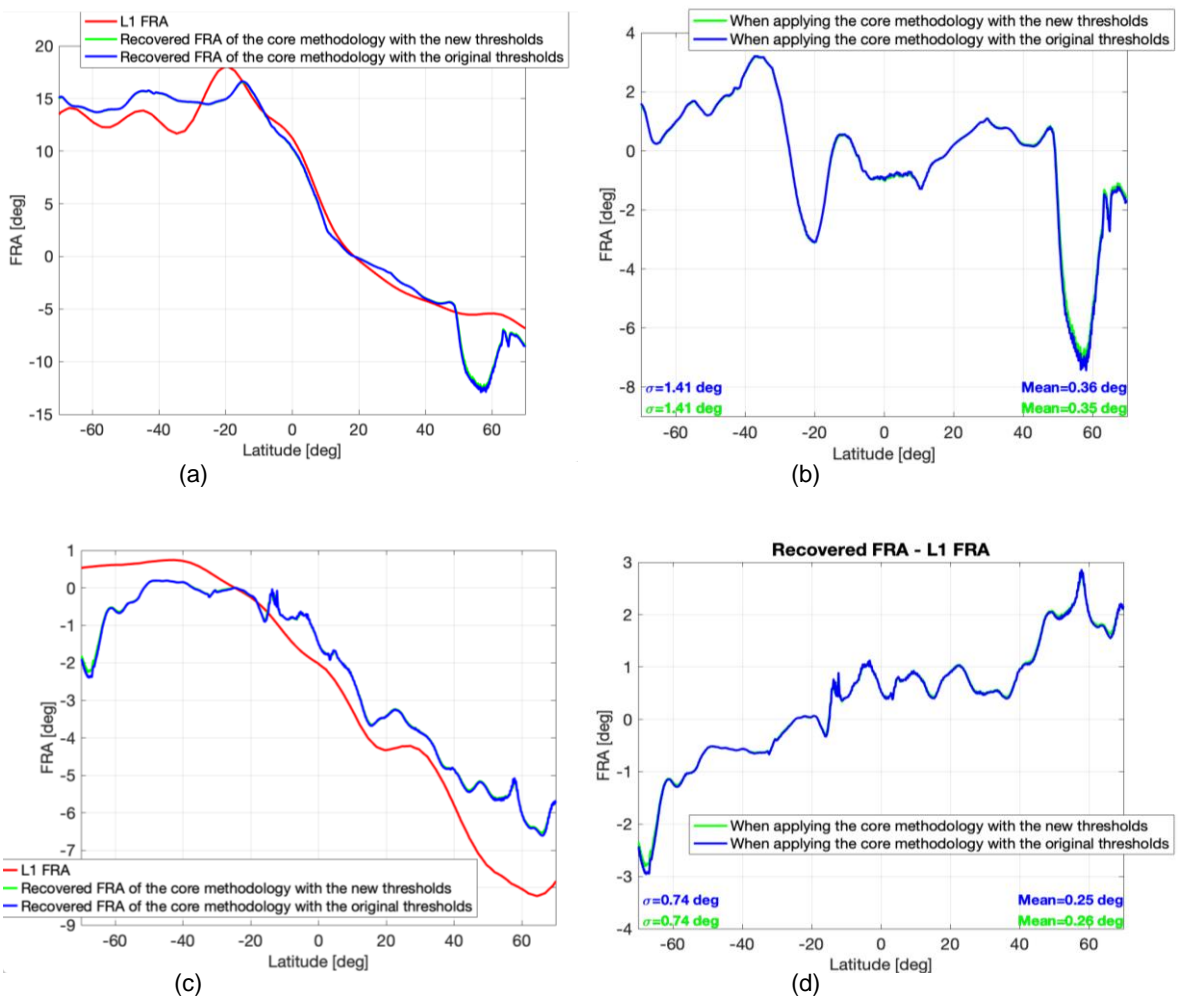 L1 FRA
Recovered FRA of the core methodology with the new thresholds
Recovered FRA of the core methodology with the original thresholds
20
15
10
5
0
-5
-10
-15
FRA [deg]
-60 -40 -20 0 20 40 60
Latitude [deg]
(a)
When applying the core methodology with the new thresholds
When applying the core methodology with the original thresholds
4
2
0
-2
-4
-6
-8
FRA [deg]
σ=1.41 deg Mean=0.36 deg
σ=1.41 deg Mean=0.35 deg
-60 -40 -20 0 20 40 60
Latitude [deg]
(b)
1
0
-1
-2
-3
-4
-5
-6
-7
-9
FRA [deg]
L1 FRA
Recovered FRA of the core methodology with the new thresholds
Recovered FRA of the core methodology with the original thresholds
-60 -40 -20 0 20 40 60
Latitude [deg]
(c)
Recovered FRA - L1 FRA
3
2
1
0
-1
-2
-3
-4
FRA [deg]
When applying the core methodology with the new thresholds
When applying the core methodology with the original thresholds
σ=0.74 deg Mean=0.25 deg
σ=0.74 deg Mean=0.26 deg
-60 -40 -20 0 20 40 60
Latitude [deg]
(d)